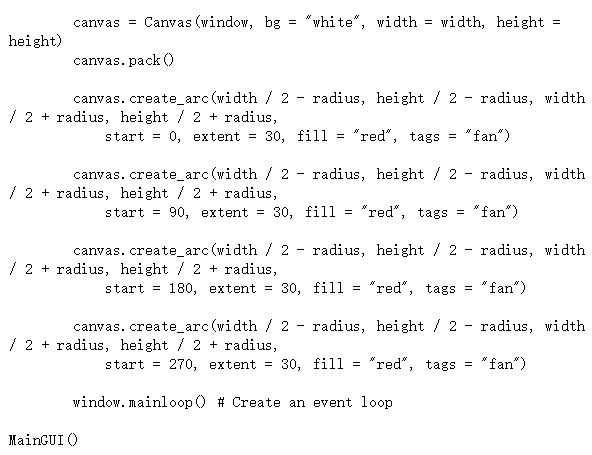 canvas = Canvas(window, bg = "white", width = width, height =
height)
canvas.pack()
canvas.create_arc(width / 2 - radius, height / 2 - radius, width
/ 2 + radius, height / 2 + radius,
start = 0, extent = 30, fill = "red", tags = "fan")
canvas.create_arc(width / 2 - radius, height / 2 - radius, width
/ 2 + radius, height / 2 + radius,
start = 90, extent = 30, fill = "red", tags = "fan")
canvas.create_arc(width / 2 - radius, height / 2 - radius, width
/ 2 + radius, height / 2 + radius,
start = 180, extent = 30, fill = "red", tags = "fan")
canvas.create_arc(width / 2 - radius, height / 2 - radius, width
/ 2 + radius, height / 2 + radius,
start = 270, extent = 30, fill = "red", tags = "fan")
window.mainloop() # Create an event loop
MainGUI()